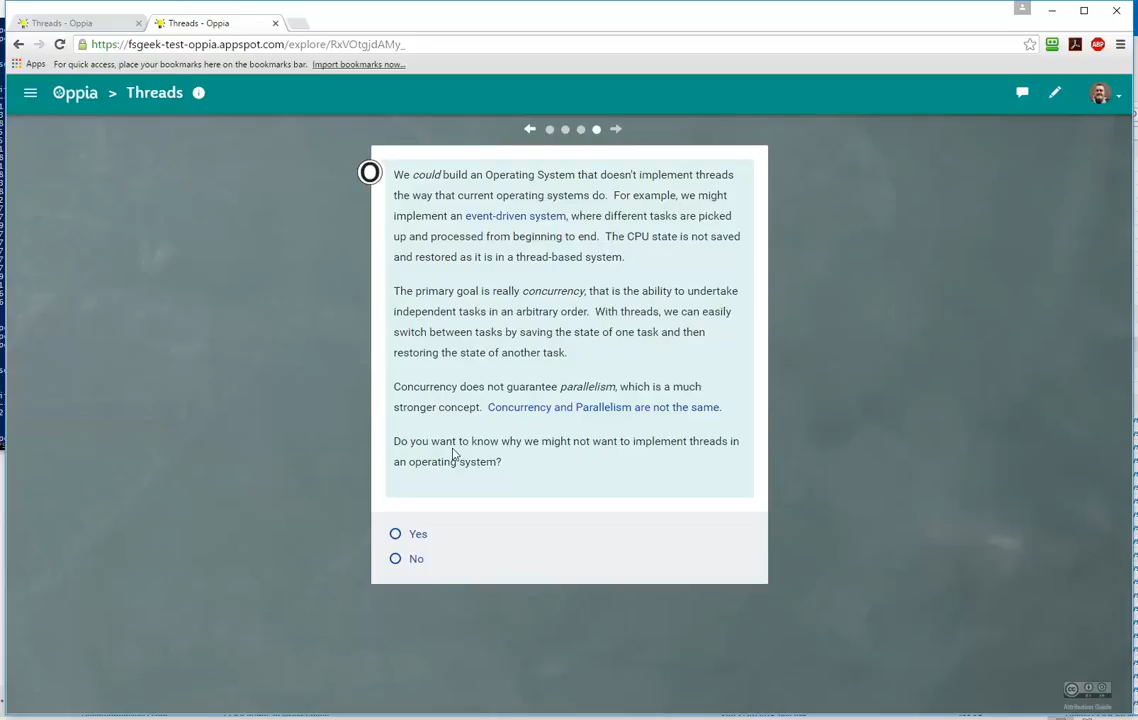 Threads - Oppia
Threads - Oppia
https://fsgeek-test-oppia.appspot.com/explore/RxVOtgjdAMy_
ABP
Apps For quick access, place your bookmarks here on the bookmarks bar. Import bookmarks now...
Oppia > Threads
We could build an Operating System that doesn't implement threads
the way that current operating systems do. For example, we might
implement an event-driven system, where different tasks are picked
up and processed from beginning to end. The CPU state is not saved
and restored as it is in a thread-based system.
The primary goal is really concurrency, that is the ability to undertake
independent tasks in an arbitrary order. With threads, we can easily
switch between tasks by saving the state of one task and then
restoring the state of another task.
Concurrency does not guarantee parallelism, which is a much
stronger concept. Concurrency and Parallelism are not the same.
Do you want to know why we might not want to implement threads in
an operating system?
Yes
No